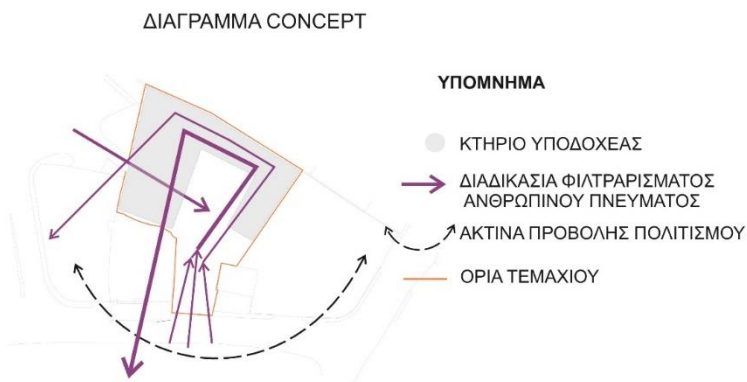 ΔΙΑΓΡΑΜΜΑ CONCEPT
ΥΠΟΜΝΗΜΑ
ΚΤΗΡΙΟ ΥΠΟΔΟΧΕΑΣ
ΔΙΑΔΙΚΑΣΙΑ ΦΙΛΤΡΑΡΙΣΜΑΤΟΣ
ΑΝΘΡΩΠΙΝΟΥ ΠΝΕΥΜΑΤΟΣ
ΑΚΤΙΝΑ ΠΡΟΒΟΛΗΣ ΠΟΛΙΤΙΣΜΟΥ
ΟΡΙΑ ΤΕΜΑΧΙΟΥ